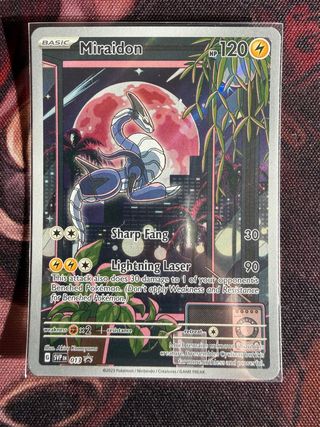 BASIC
Miraidon
HP 120
Sharp Fang 30
Lightning Laser 90
This attack also does 30 damage to 1 of your opponent's
Benched Pokémon. (Don't apply Weakness and Resistance
for Benched Pokémon.)
weakness ×2 resistance retreat
Illus. Akira Komayama
G SVP EN 013
©2023 Pokémon / Nintendo / Creatures / GAME FREAK